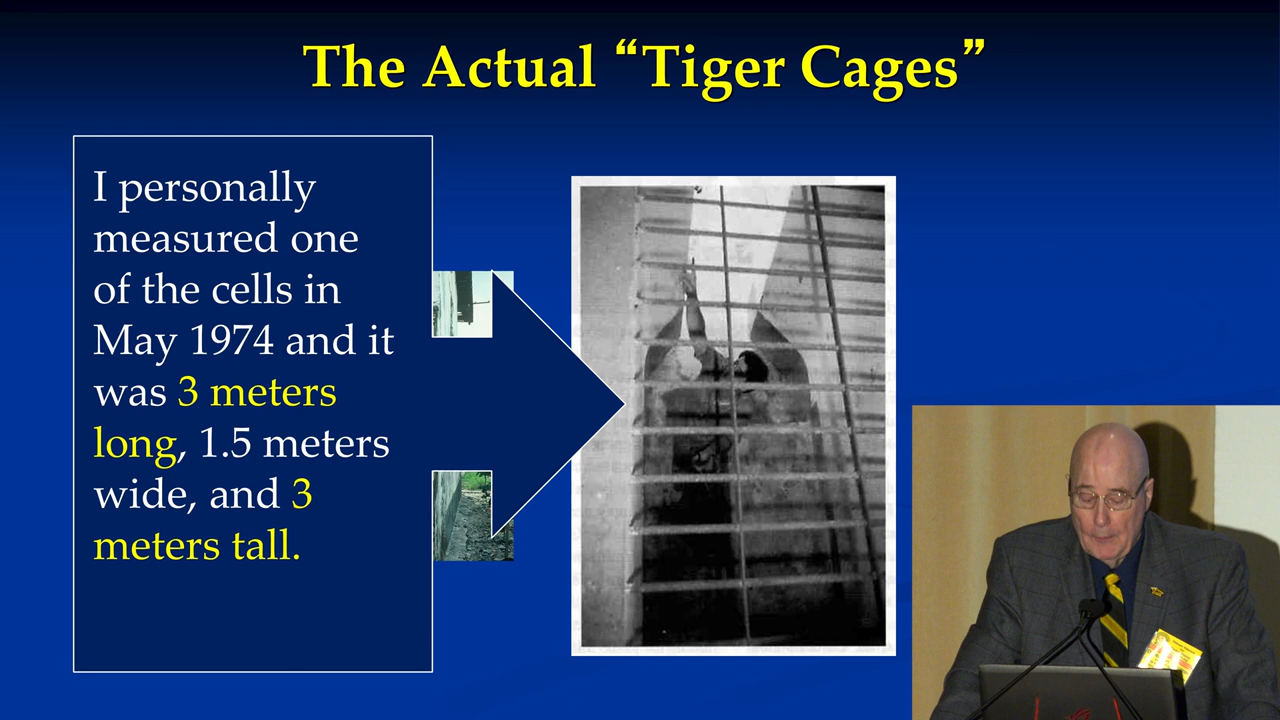 The Actual “Tiger Cages”
I personally
measured one
of the cells in
May 1974 and it
was 3 meters
long, 1.5 meters
wide, and 3
meters tall.